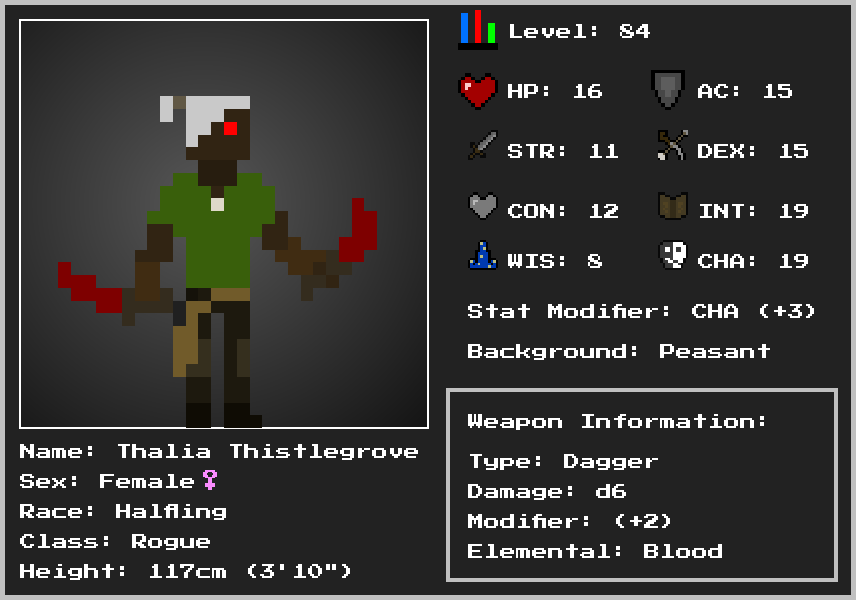 Level: 84
HP: 16 AC: 15
STR: 11 DEX: 15
CON: 12 INT: 19
WIS: 8 CHA: 19
Stat Modifier: CHA (+3)
Background: Peasant
Name: Thalia Thistlegrove
Sex: Female♀
Race: Halfling
Class: Rogue
Height: 117cm (3'10")
Weapon Information:
Type: Dagger
Damage: d6
Modifier: (+2)
Elemental: Blood